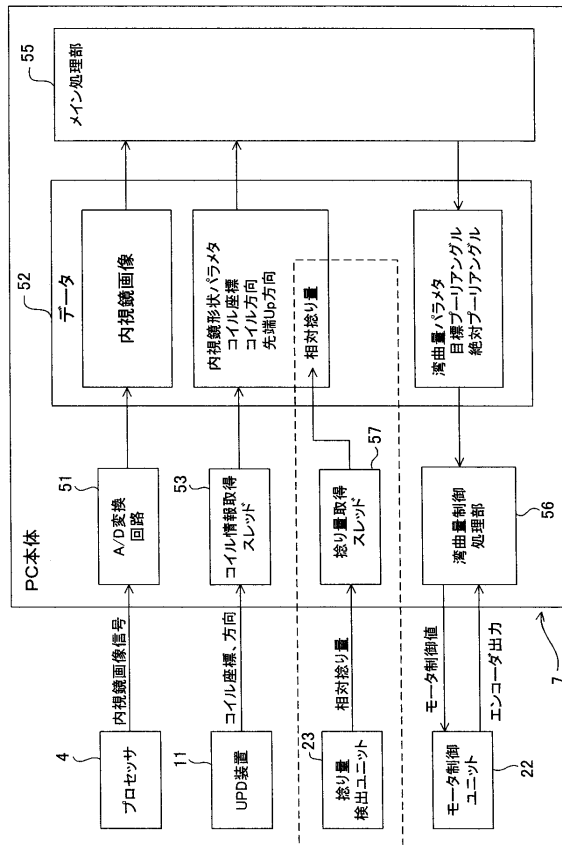 PC本体
7
4
プロセッサ
内視鏡画像信号
51
A/D変換
回路
52
データ
内視鏡画像
55
メイン処理部
11
UPD装置
コイル座標、方向
53
コイル情報取得
スレッド
内視鏡形状パラメタ
コイル座標
コイル方向
先端Up方向
23
捻り量
検出ユニット
相対捻り量
捻り量取得
スレッド
57
相対捻り量
モータ制御
ユニット
22
モータ制御値
エンコーダ出力
湾曲量制御
処理部
56
湾曲量パラメタ
目標プーリアングル
絶対プーリアングル